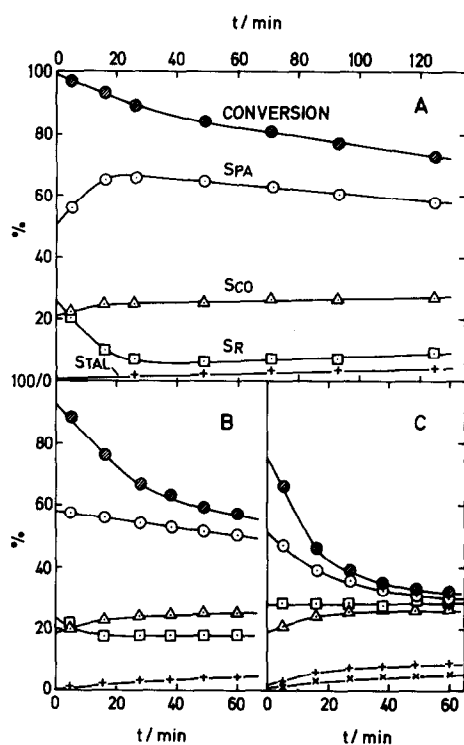 t / min
0 20 40 60 80 100 120
100
80
60
40
20
%
A
CONVERSION
SPA
SCO
SR
STAL
100/0
80
60
40
20
0
%
B
C
0 20 40 60 0 20 40 60
t / min t / min